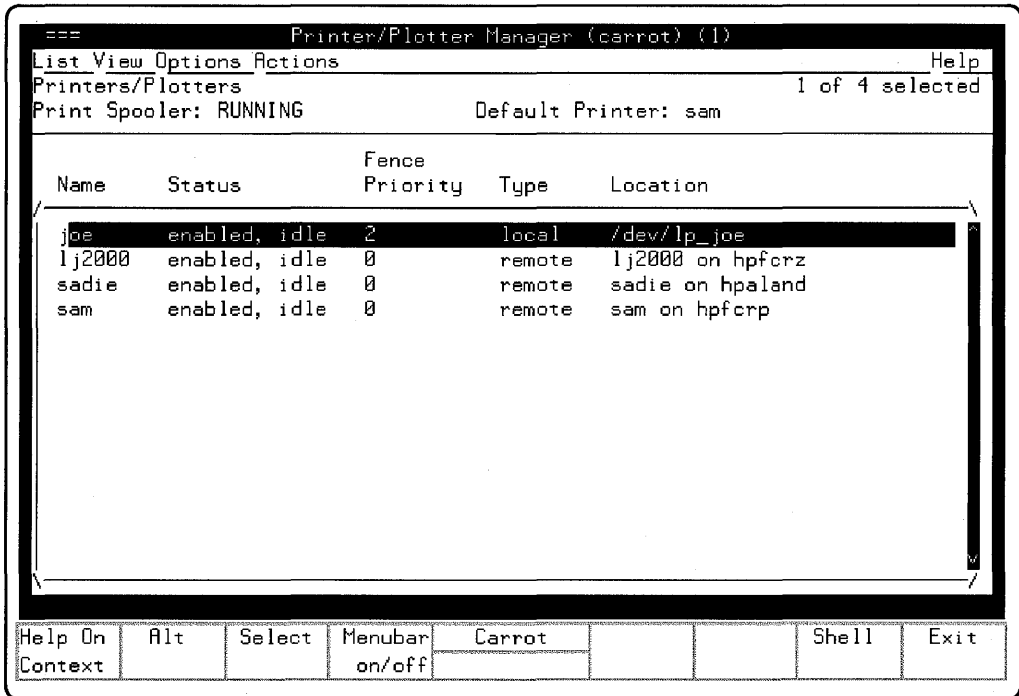 === Printer/Plotter Manager (carrot) (1)
List View Options Actions Help
Printers/Plotters 1 of 4 selected
Print Spooler: RUNNING Default Printer: sam
Fence
Name Status Priority Type Location
joe enabled, idle 2 local /dev/lp_joe
lj2000 enabled, idle 0 remote lj2000 on hpfcrz
sadie enabled, idle 0 remote sadie on hpaland
sam enabled, idle 0 remote sam on hpfcrp
Help On Alt Select Menubar Carrot Shell Exit
Context on/off